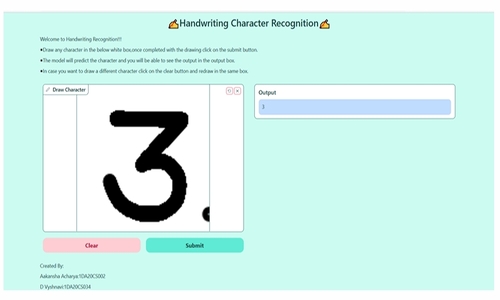 ✍Handwriting Character Recognition✍
Welcome to Handwriting Recognition!!!
•Draw any character in the below white box,once completed with the drawing click on the submit button.
•The model will predict the character and you will be able to see the output in the output box.
•In case you want to draw a different character click on the clear button and redraw in the same box.
Draw Character
3
Output
3
Clear
Submit
Created By:
Aakansha Acharya:1DA20CS002
D Vyshnavi:1DA20CS034